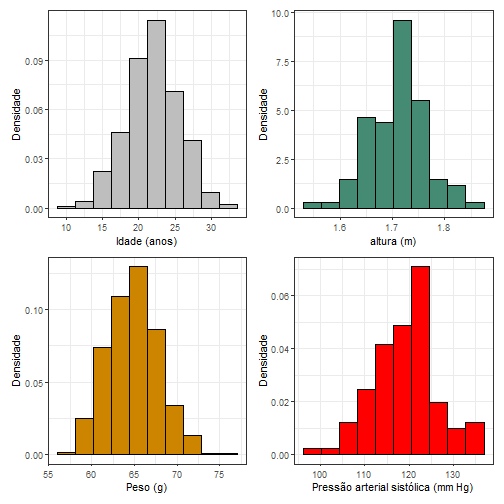 Densidade
0.09
0.06
0.03
0.00
10 15 20 25 30
Idade (anos)
Densidade
10.0
7.5
5.0
2.5
0.0
1.6 1.7 1.8
altura (m)
Densidade
0.10
0.05
0.00
55 60 65 70 75
Peso (g)
Densidade
0.06
0.04
0.02
0.00
100 110 120 130
Pressão arterial sistólica (mm Hg)